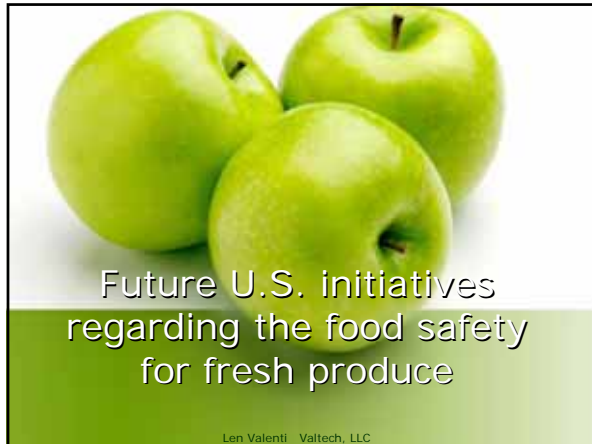 Future U.S. initiatives
regarding the food safety
for fresh produce
Len Valenti Valtech, LLC